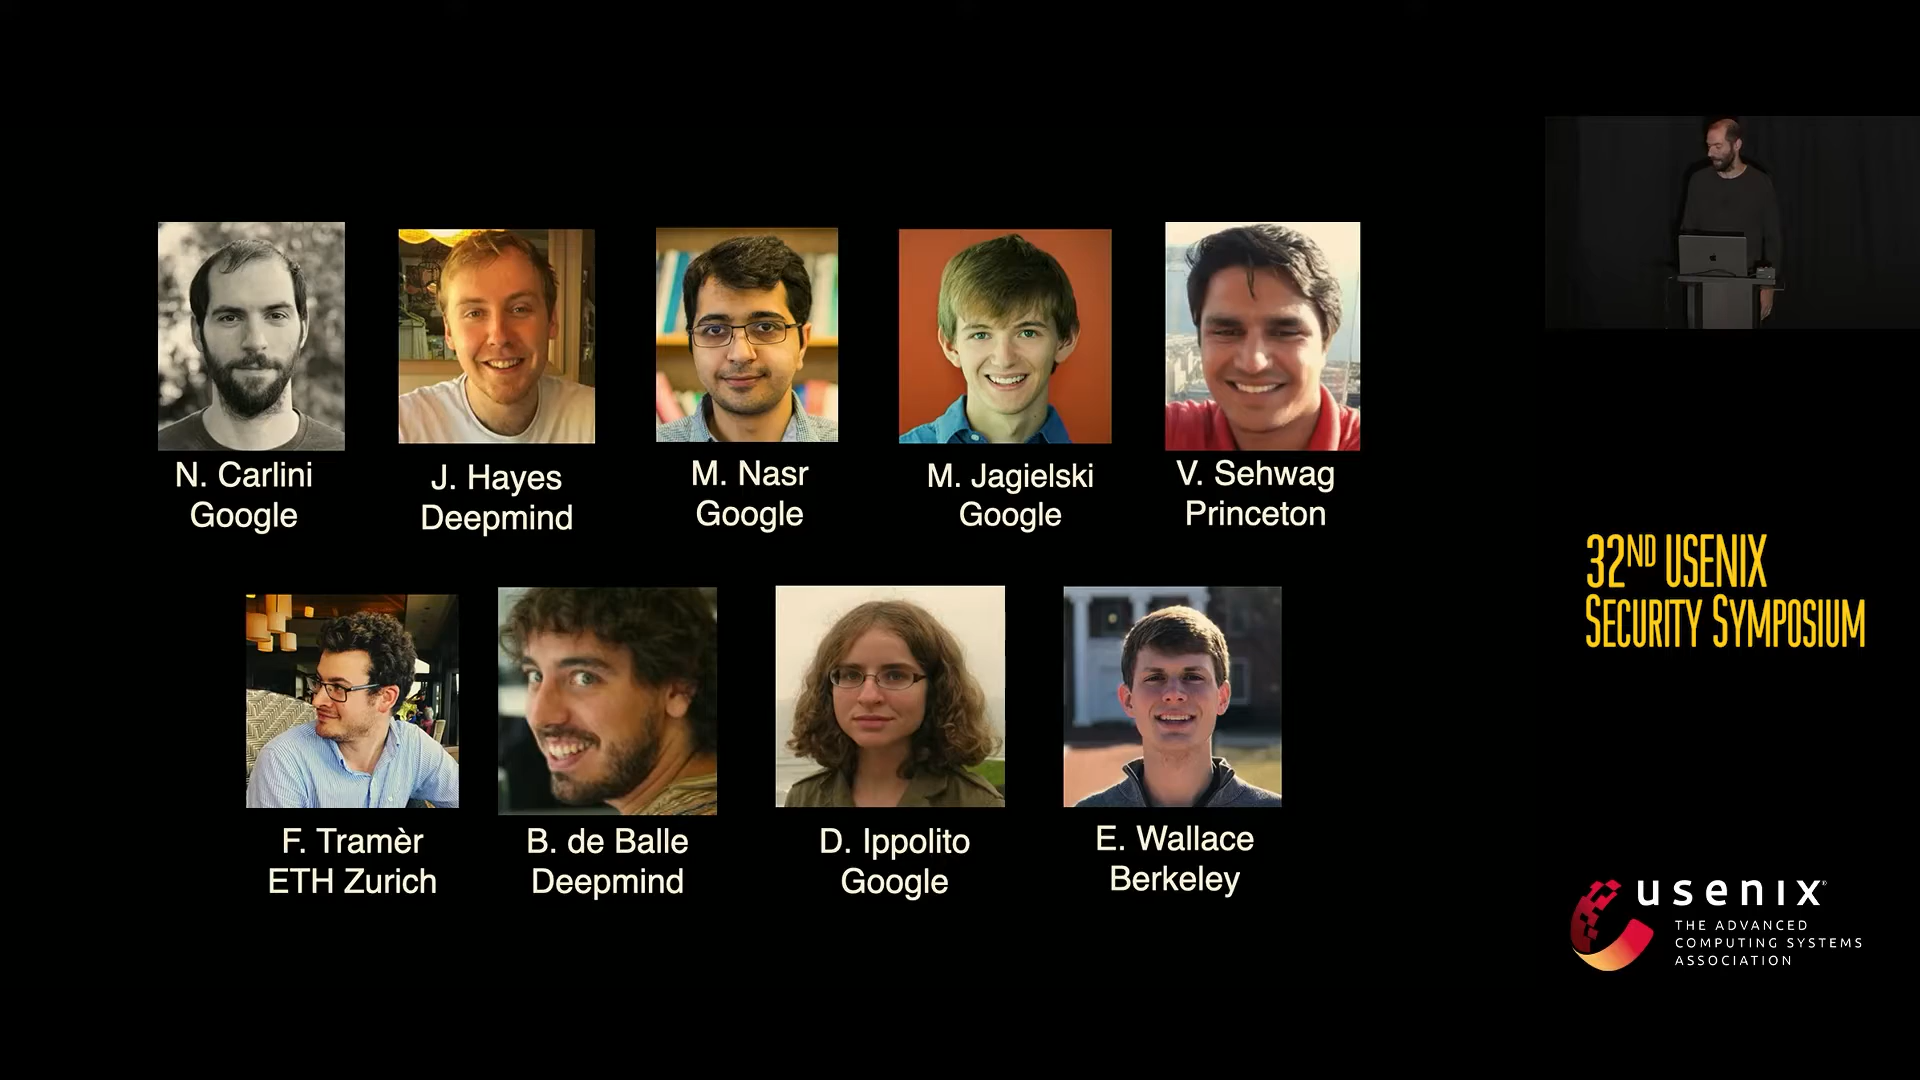 N. Carlini
Google
J. Hayes
Deepmind
M. Nasr
Google
M. Jagielski
Google
V. Sehwag
Princeton
F. Tramèr
ETH Zurich
B. de Balle
Deepmind
D. Ippolito
Google
E. Wallace
Berkeley
32ND USENIX
SECURITY SYMPOSIUM
usenix®
THE ADVANCED
COMPUTING SYSTEMS
ASSOCIATION